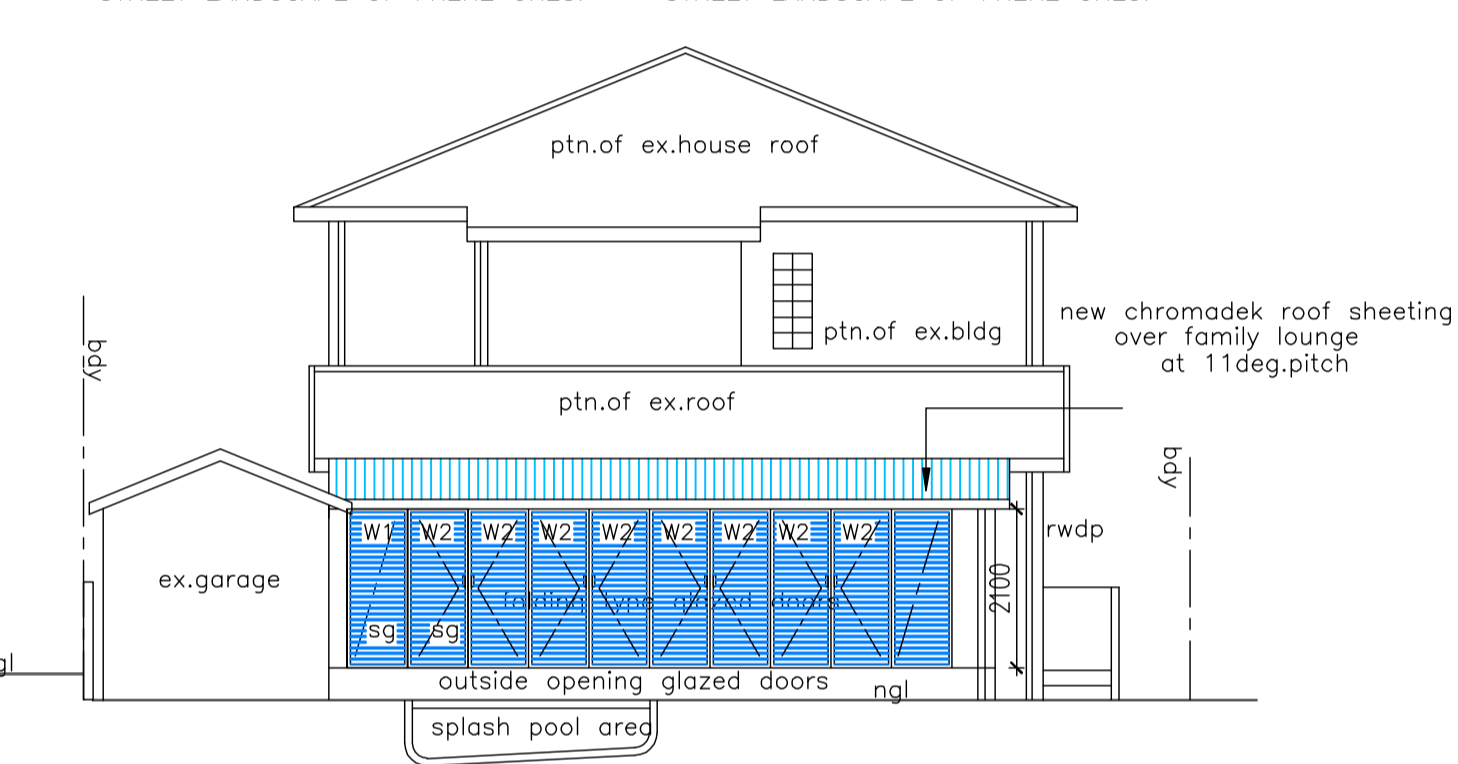 ptn.of ex.house roof
ptn.of ex.bldg
new chromadek roof sheeting
over family lounge
at 11deg.pitch
bdy
ptn.of ex.roof
bdy
W1 W2 W2 W2 W2 W2 W2 W2 W2
rwdp
ex.garage
folding type glazed doors
2100
sg sg
gl
outside opening glazed doors
ngl
splash pool area